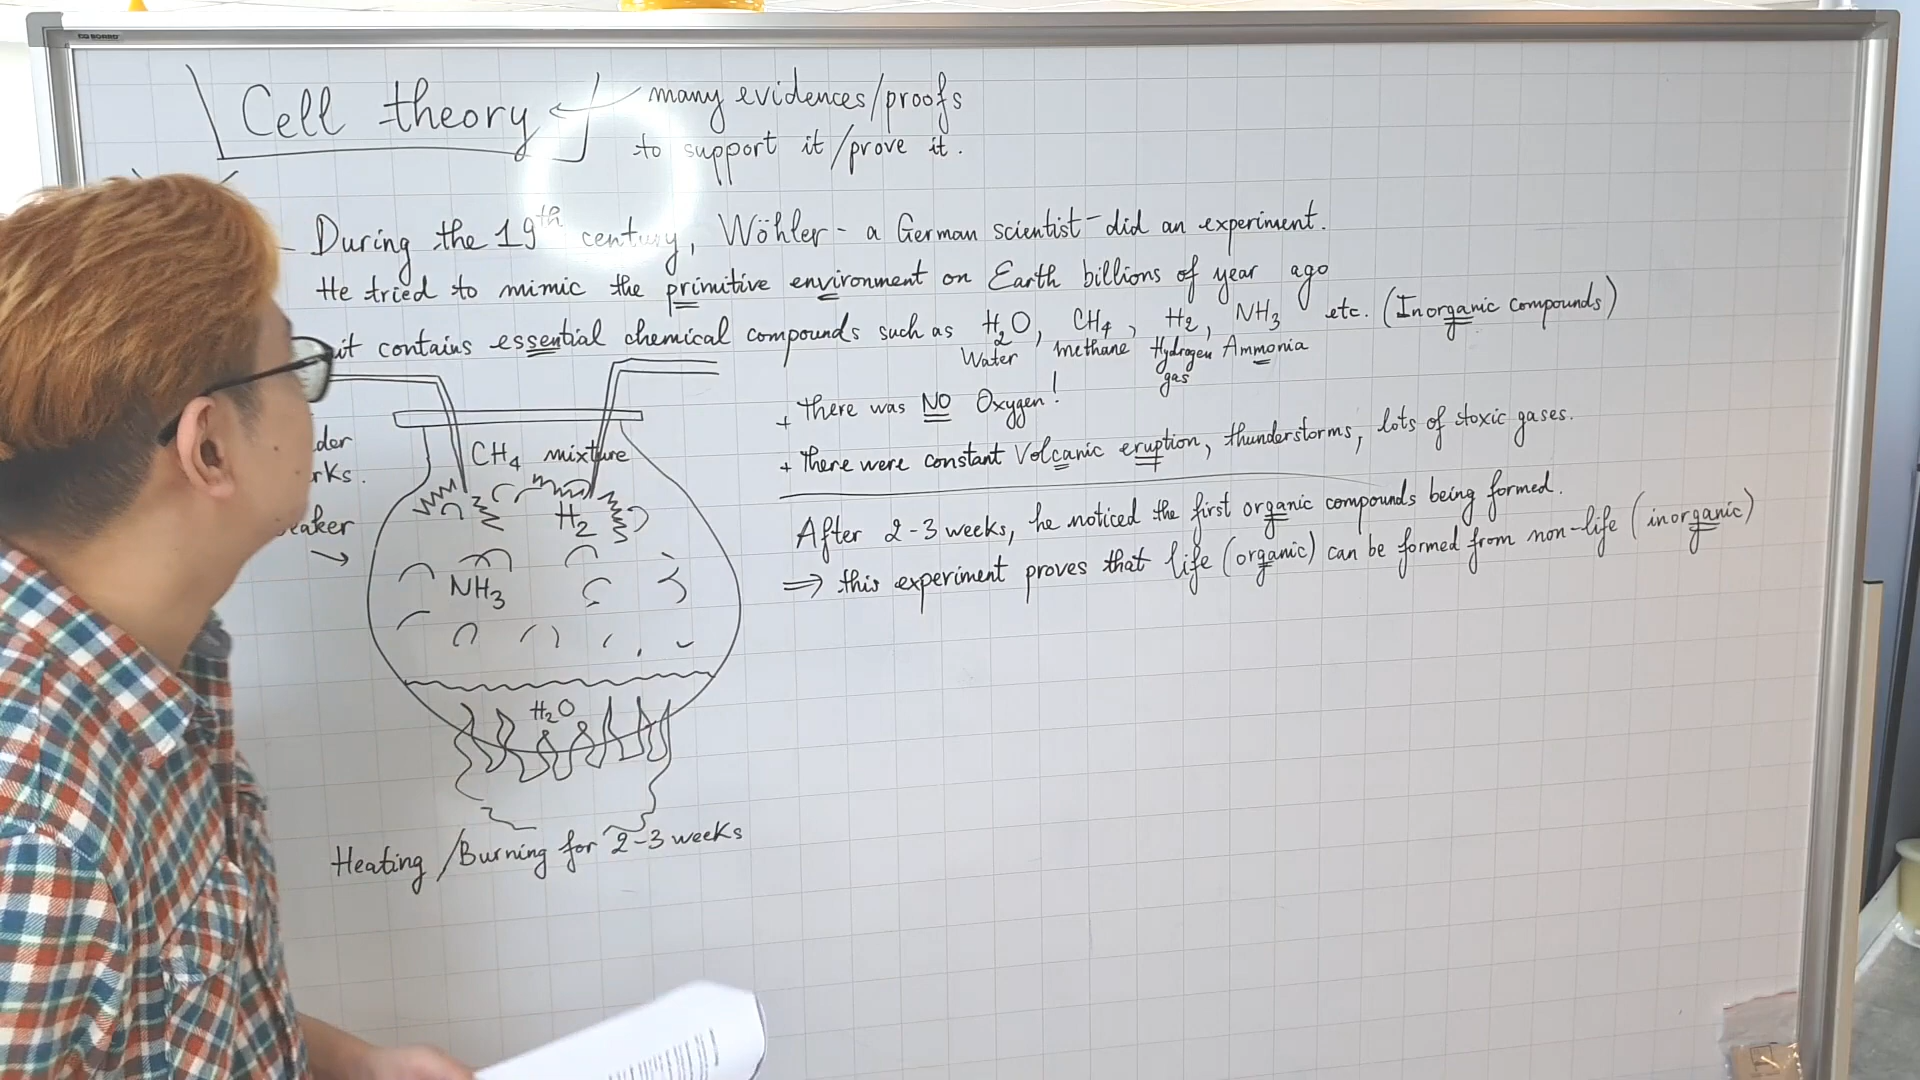 Cell theory
many evidences/proofs
to support it/prove it.
- During the 19th century, Wöhler - a German scientist - did an experiment.
He tried to mimic the primitive environment on Earth billions of year ago
it contains essential chemical compounds such as H2O, CH4, H2, NH3 etc. (Inorganic compounds)
Water methane Hydrogen gas Ammonia
+ there was NO Oxygen!
+ there were constant Volcanic eruption, thunderstorms, lots of toxic gases.
After 2-3 weeks, he noticed the first organic compounds being formed.
⇒ this experiment proves that life (organic) can be formed from non-life (inorganic)
CH4 mixture
H2
NH3
H2O
Heating/Burning for 2-3 weeks